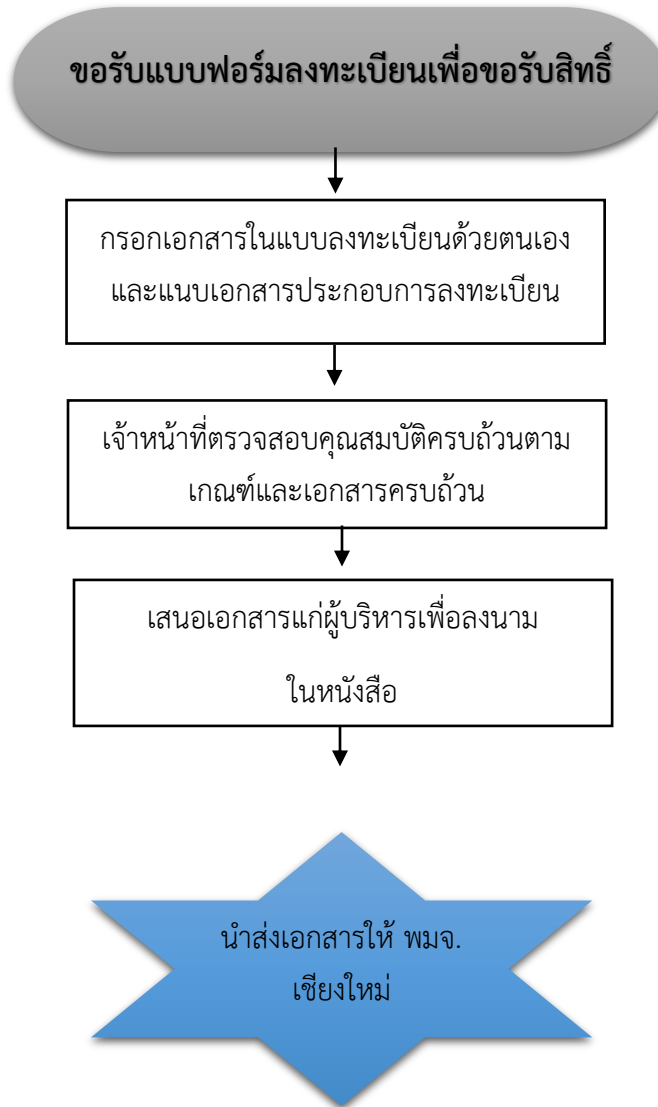 ขอรับแบบฟอร์มลงทะเบียนเพื่อขอรับสิทธิ์
กรอกเอกสารในแบบลงทะเบียนด้วยตนเอง
และแนบเอกสารประกอบการลงทะเบียน
เจ้าหน้าที่ตรวจสอบคุณสมบัติครบถ้วนตาม
เกณฑ์และเอกสารครบถ้วน
เสนอเอกสารแก่ผู้บริหารเพื่อลงนาม
ในหนังสือ
นำส่งเอกสารให้ พมจ.
เชียงใหม่